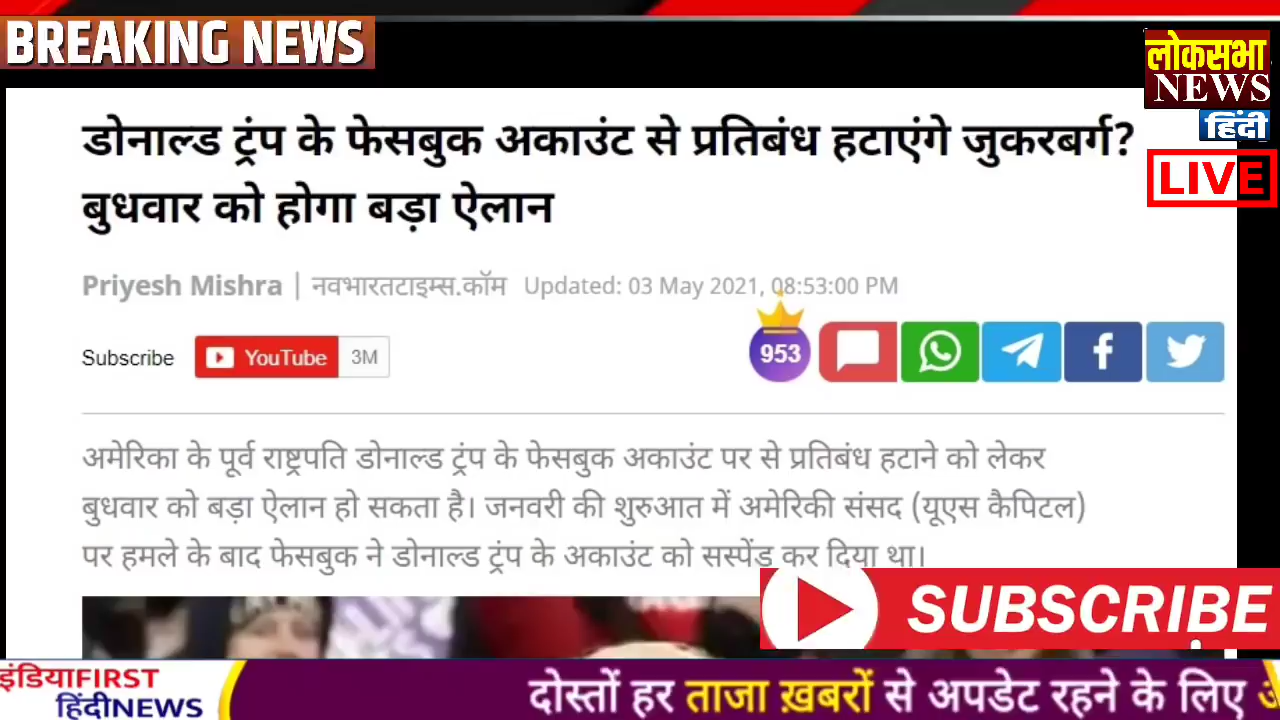 BREAKING NEWS
लोकसभा
NEWS
हिंदी
LIVE
डोनाल्ड ट्रंप के फेसबुक अकाउंट से प्रतिबंध हटाएंगे जुकरबर्ग?
बुधवार को होगा बड़ा ऐलान
Priyesh Mishra | नवभारतटाइम्स.कॉम Updated: 03 May 2021, 08:53:00 PM
Subscribe YouTube 3M 953
अमेरिका के पूर्व राष्ट्रपति डोनाल्ड ट्रंप के फेसबुक अकाउंट पर से प्रतिबंध हटाने को लेकर
बुधवार को बड़ा ऐलान हो सकता है। जनवरी की शुरुआत में अमेरिकी संसद (यूएस कैपिटल)
पर हमले के बाद फेसबुक ने डोनाल्ड ट्रंप के अकाउंट को सस्पेंड कर दिया था।
SUBSCRIBE
इंडियाFIRST
हिंदीNEWS
दोस्तों हर ताजा ख़बरों से अपडेट रहने के लिए